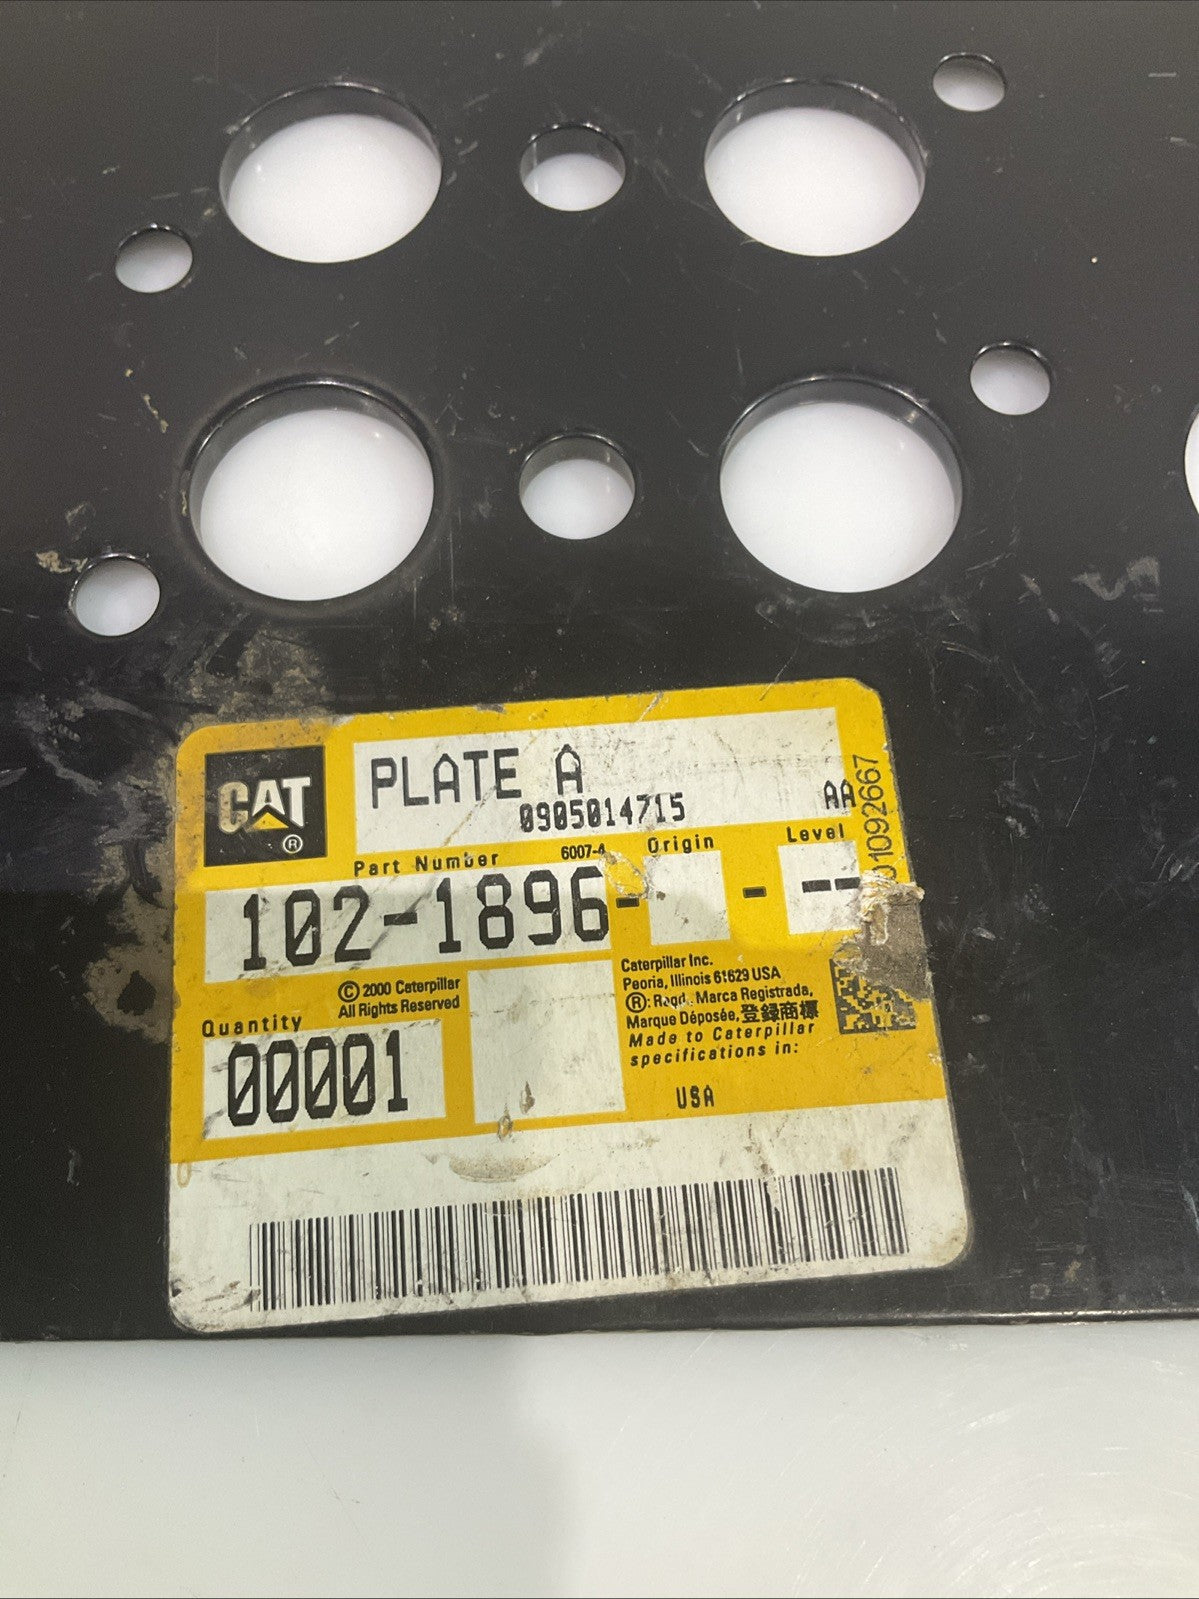 CAT
®
PLATE A
0905014715
AA
01092667
Part Number
6007-4
Origin
Level
102-1896-
-
--
© 2000 Caterpillar
All Rights Reserved
Quantity
00001
Caterpillar Inc.
Peoria, Illinois 61629 USA
®: Regd., Marca Registrada,
Marque Déposée, 登録商標
Made to Caterpillar
specifications in:
USA